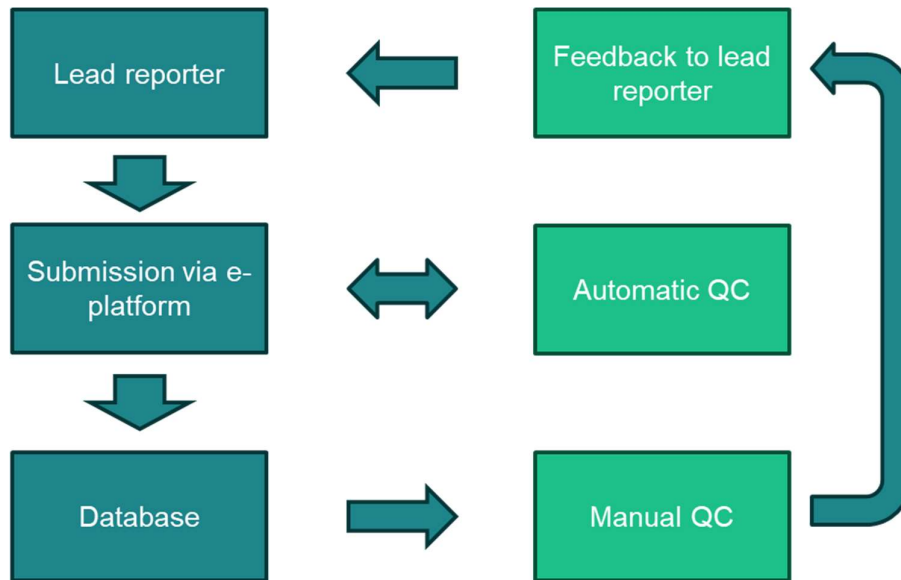 Lead reporter
Feedback to lead
reporter
Submission via e-
platform
Automatic QC
Database
Manual QC